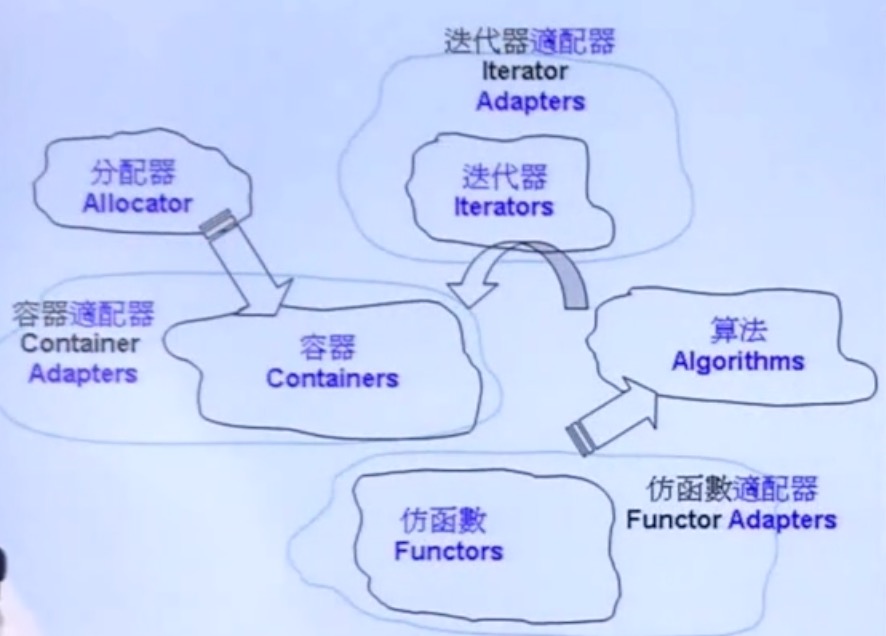 迭代器適配器
Iterator
Adapters
分配器
Allocator
迭代器
Iterators
容器適配器
Container
Adapters
容器
Containers
算法
Algorithms
仿函數
Functors
仿函數適配器
Functor Adapters